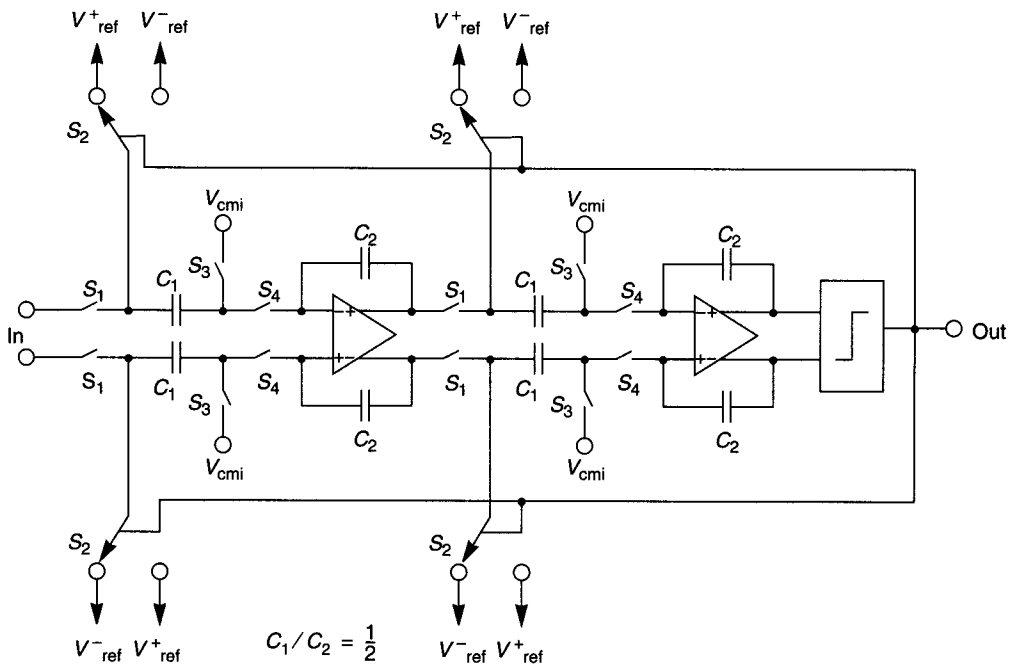 V⁺ref V⁻ref V⁺ref V⁻ref
S₂ S₂
Vcmi Vcmi
C₂ C₂
S₁ C₁ S₃ S₄ S₁ C₁ S₃ S₄
In − + − +
+ − + − Out
S₁ C₁ S₃ S₄ S₁ C₁ S₃ S₄
C₂ C₂
Vcmi Vcmi
S₂ S₂
V⁻ref V⁺ref C₁/C₂ = 1/2 V⁻ref V⁺ref